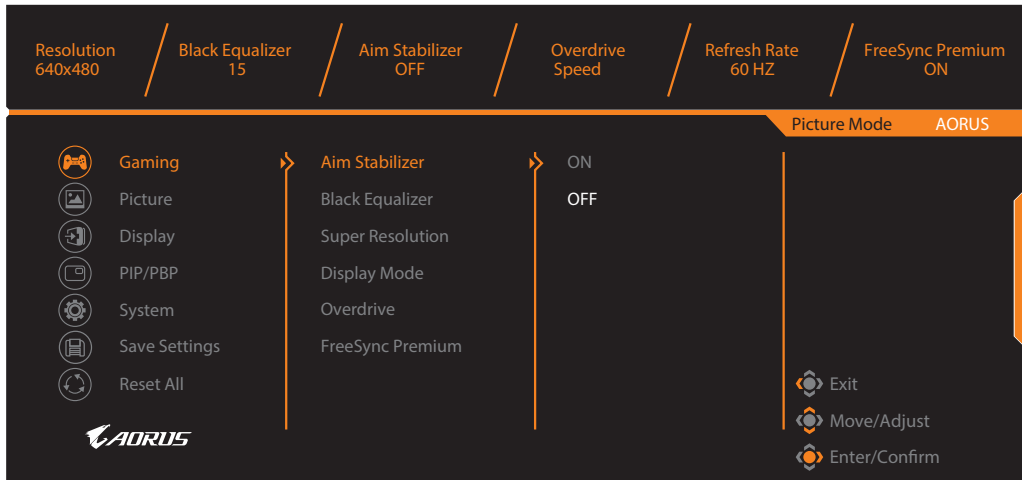 Resolution
640x480
Black Equalizer
15
Aim Stabilizer
OFF
Overdrive
Speed
Refresh Rate
60 HZ
FreeSync Premium
ON
Picture Mode AORUS
Gaming
Aim Stabilizer
ON
Picture
Black Equalizer
OFF
Display
Super Resolution
PIP/PBP
Display Mode
System
Overdrive
Save Settings
FreeSync Premium
Reset All
Exit
Move/Adjust
Enter/Confirm
AORUS